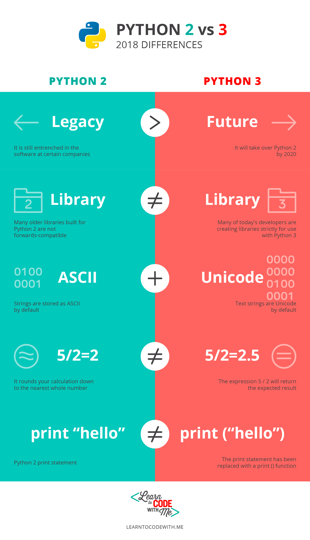 PYTHON 2 vs 3
2018 DIFFERENCES
PYTHON 2
PYTHON 3
Legacy
>
Future
It is still entrenched in the
software at certain companies
It will take over Python 2
by 2020
2
Library
≠
Library
3
Many older libraries built for
Python 2 are not
forwards-compatible
Many of today's developers are
creating libraries strictly for use
with Python 3
0100
0001
ASCII
+
Unicode
0000
0000
0100
0001
Strings are stored as ASCII
by default
Text strings are Unicode
by default
≈
5/2=2
≠
5/2=2.5
=
It rounds your calculation down
to the nearest whole number
The expression 5 / 2 will return
the expected result
print “hello”
≠
print (“hello”)
Python 2 print statement
The print statement has been
replaced with a print () function
Learn
to CODE
WITH Me
LEARNTOCODEWITH.ME